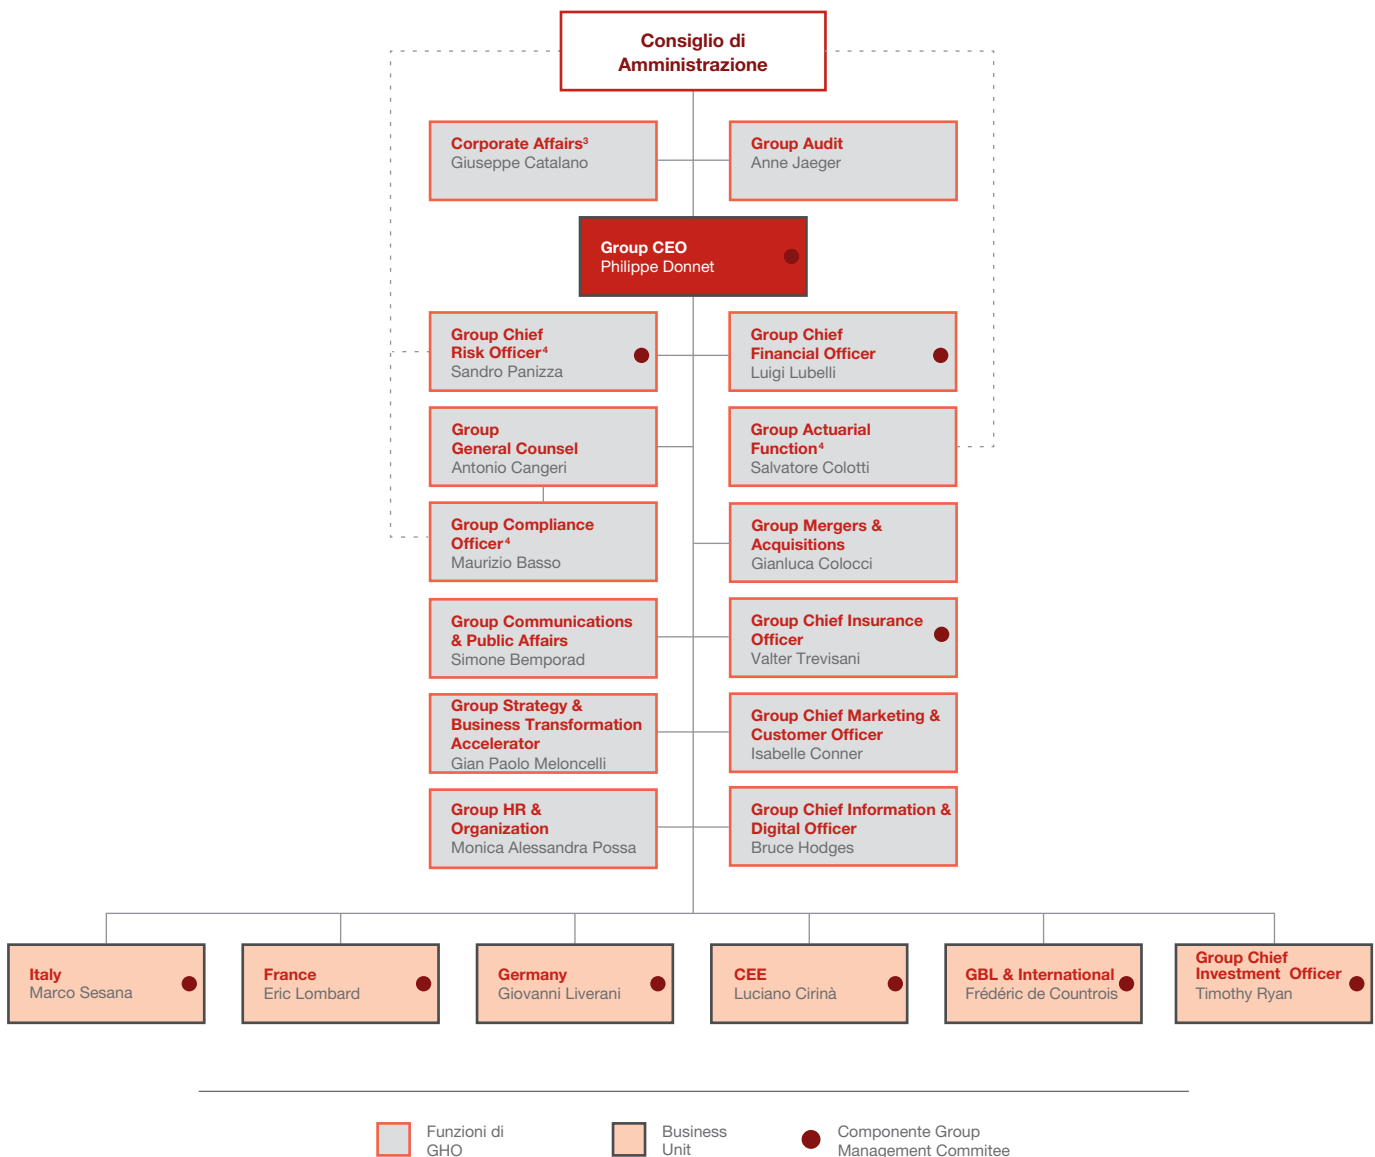 Consiglio di
Amministrazione
Corporate Affairs³
Giuseppe Catalano
Group Audit
Anne Jaeger
Group CEO
Philippe Donnet
Group Chief
Risk Officer⁴
Sandro Panizza
Group Chief
Financial Officer
Luigi Lubelli
Group
General Counsel
Antonio Cangeri
Group Actuarial
Function⁴
Salvatore Colotti
Group Compliance
Officer⁴
Maurizio Basso
Group Mergers &
Acquisitions
Gianluca Colocci
Group Communications
& Public Affairs
Simone Bemporad
Group Chief Insurance
Officer
Valter Trevisani
Group Strategy &
Business Transformation
Accelerator
Gian Paolo Meloncelli
Group Chief Marketing &
Customer Officer
Isabelle Conner
Group HR &
Organization
Monica Alessandra Possa
Group Chief Information &
Digital Officer
Bruce Hodges
Italy
Marco Sesana
France
Eric Lombard
Germany
Giovanni Liverani
CEE
Luciano Cirinà
GBL & International
Frédéric de Countrois
Group Chief
Investment Officer
Timothy Ryan
Funzioni di
GHO
Business
Unit
Componente Group
Management Commitee